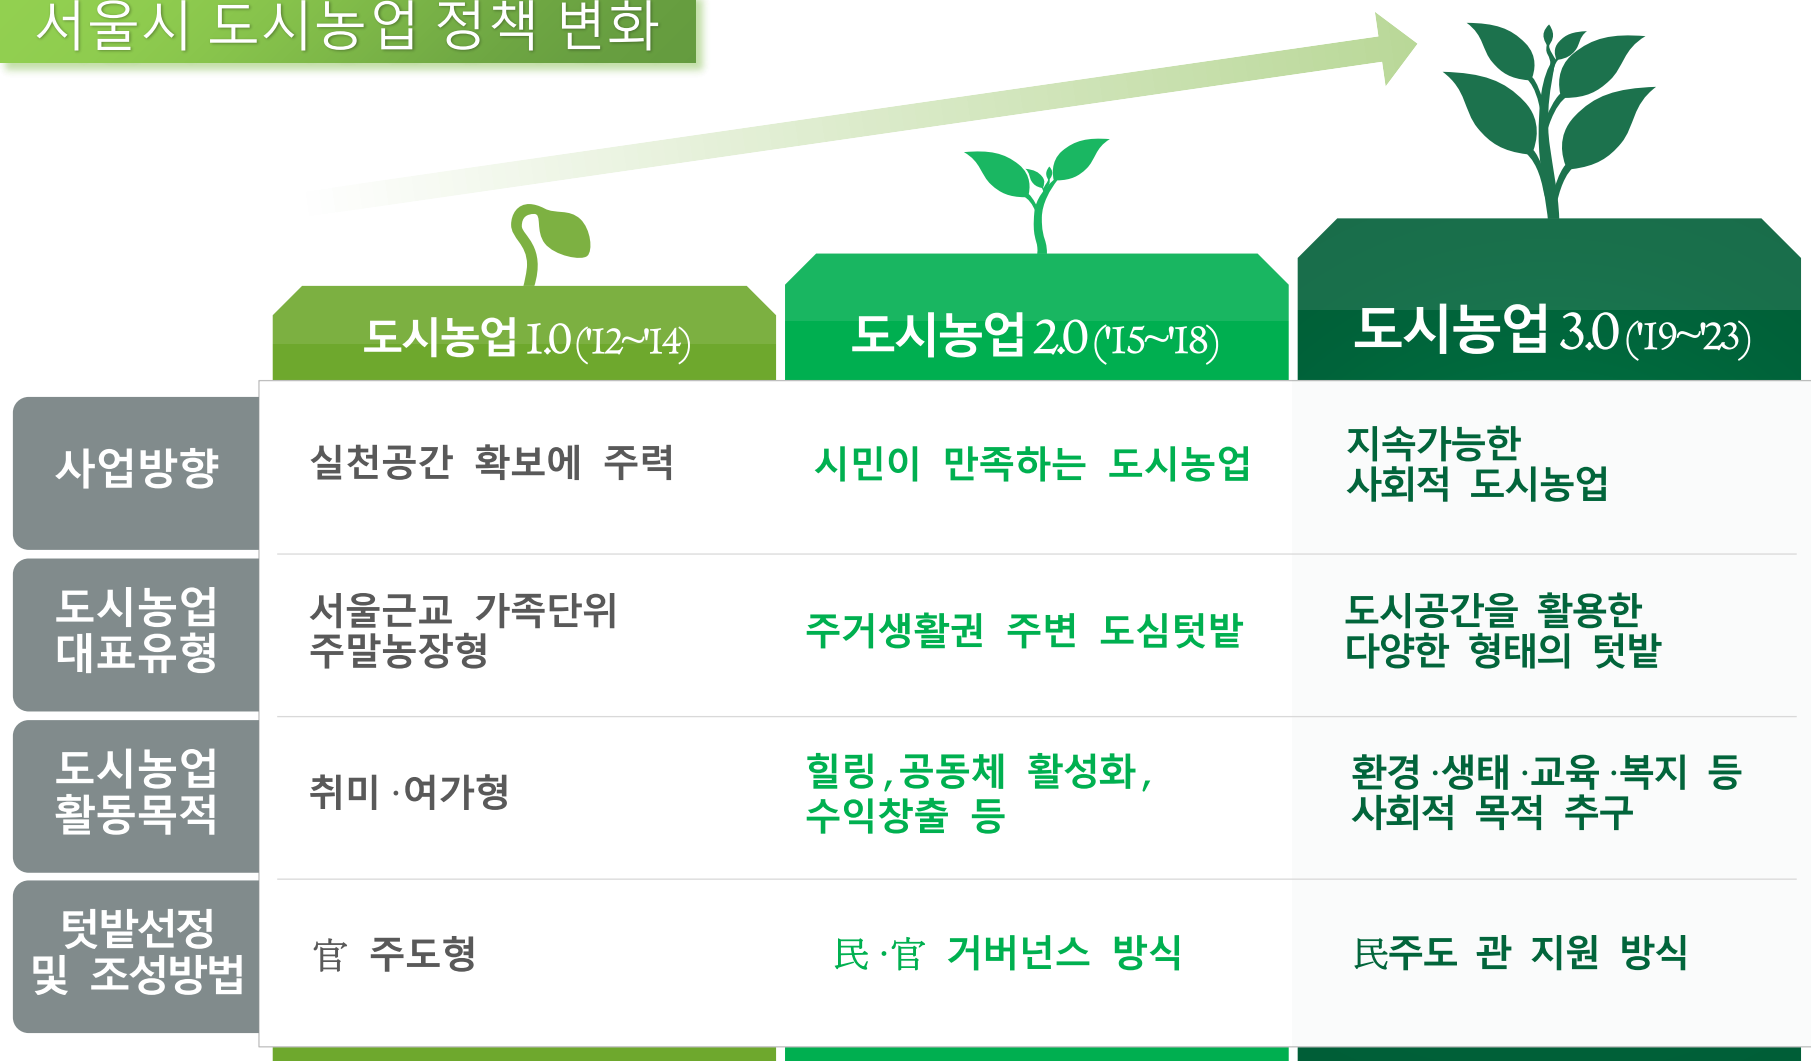 서울시 도시농업 정책 변화
도시농업 1.0 ('12~'14)
도시농업 2.0 ('15~'18)
도시농업 3.0 ('19~'23)
사업방향
실천공간 확보에 주력
시민이 만족하는 도시농업
지속가능한
사회적 도시농업
도시농업
대표유형
서울근교 가족단위
주말농장형
주거생활권 주변 도심텃밭
도시공간을 활용한
다양한 형태의 텃밭
도시농업
활동목적
취미·여가형
힐링, 공동체 활성화,
수익창출 등
환경·생태·교육·복지 등
사회적 목적 추구
텃밭선정
및 조성방법
官 주도형
民·官 거버넌스 방식
民주도 관 지원 방식